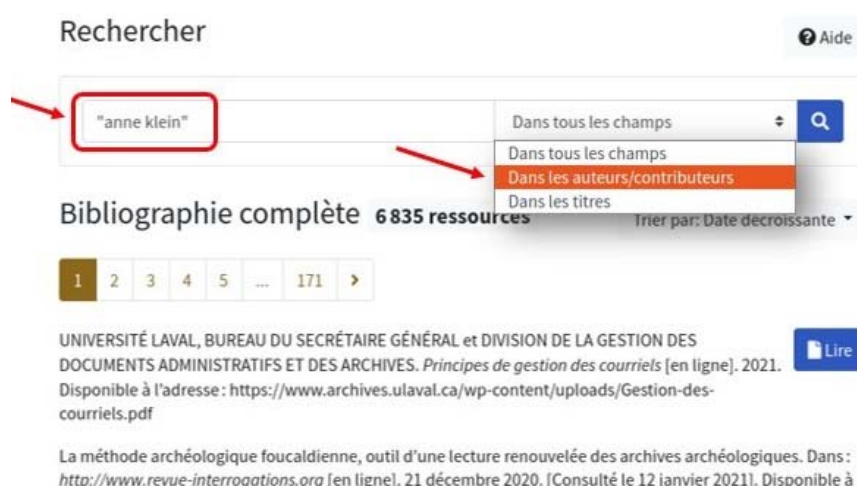 Rechercher
Aide
"anne klein"
Dans tous les champs
Dans tous les champs
Dans les auteurs/contributeurs
Dans les titres
Bibliographie complète 6 835 ressources
Trier par: Date décroissante
1 2 3 4 5 ... 171 >
UNIVERSITÉ LAVAL, BUREAU DU SECRÉTAIRE GÉNÉRAL et DIVISION DE LA GESTION DES
Lire
DOCUMENTS ADMINISTRATIFS ET DES ARCHIVES. Principes de gestion des courriels [en ligne]. 2021.
Disponible à l'adresse : https://www.archives.ulaval.ca/wp-content/uploads/Gestion-des-
courriels.pdf
La méthode archéologique foucaldienne, outil d'une lecture renouvelée des archives archéologiques. Dans :
http://www.revue-interrogations.org [en ligne]. 21 décembre 2020. [Consulté le 12 janvier 2021]. Disponible à